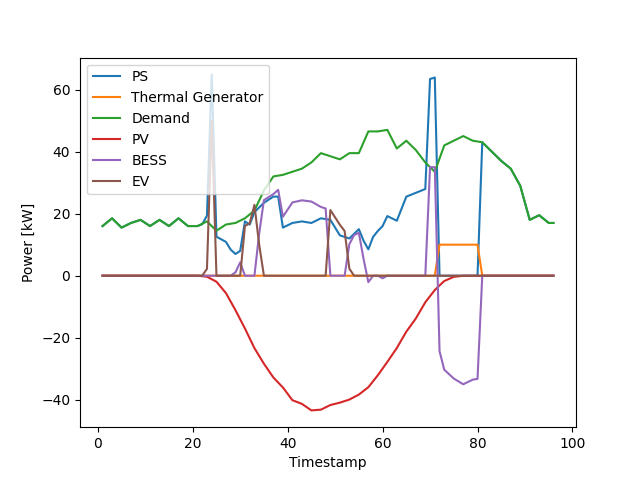 PS
Thermal Generator
Demand
PV
BESS
EV
Power [kW]
60
40
20
0
−20
−40
0 20 40 60 80 100
Timestamp